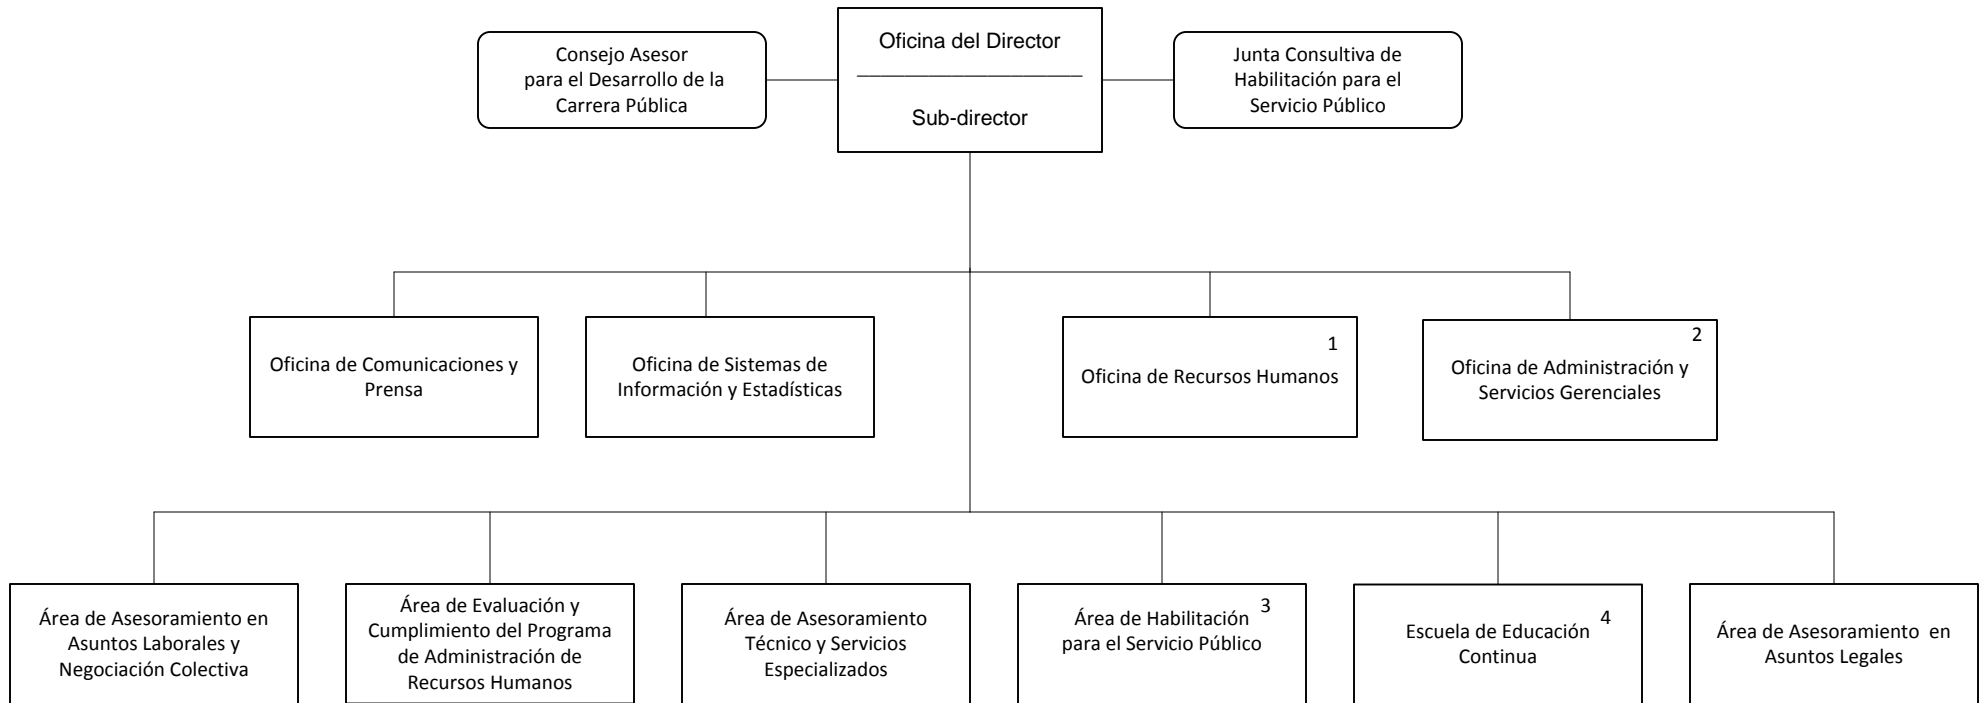 Consejo Asesor
para el Desarrollo de la
Carrera Pública
Oficina del Director
Sub-director
Junta Consultiva de
Habilitación para el
Servicio Público
Oficina de Comunicaciones y
Prensa
Oficina de Sistemas de
Información y Estadísticas
1
Oficina de Recursos Humanos
2
Oficina de Administración y
Servicios Gerenciales
Área de Asesoramiento en
Asuntos Laborales y
Negociación Colectiva
Área de Evaluación y
Cumplimiento del Programa
de Administración de
Recursos Humanos
Área de Asesoramiento
Técnico y Servicios
Especializados
Área de Habilitación 3
para el Servicio Público
Escuela de Educación 4
Continua
Área de Asesoramiento en
Asuntos Legales